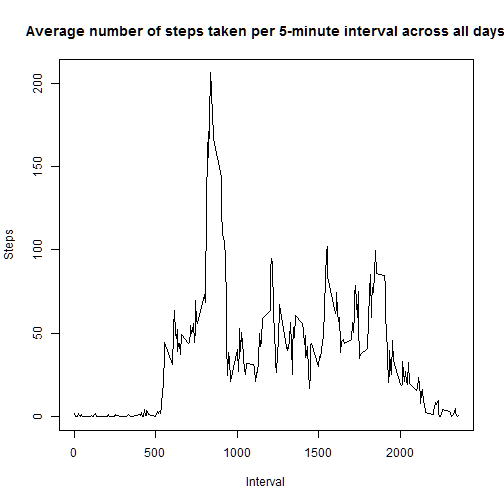 Average number of steps taken per 5-minute interval across all days
200
150
100
50
0
Steps
0 500 1000 1500 2000
Interval